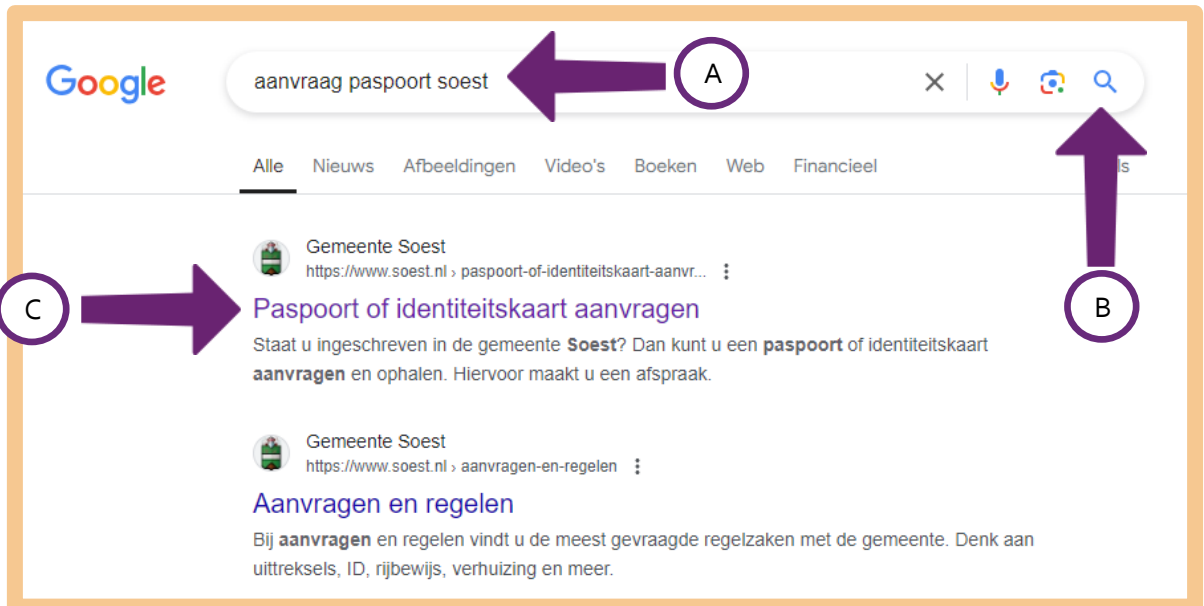 Google
aanvraag paspoort soest
A
Alle Nieuws Afbeeldingen Video's Boeken Web Financieel ls
Gemeente Soest
https://www.soest.nl › paspoort-of-identiteitskaart-aanvr...
C
B
Paspoort of identiteitskaart aanvragen
Staat u ingeschreven in de gemeente Soest? Dan kunt u een paspoort of identiteitskaart
aanvragen en ophalen. Hiervoor maakt u een afspraak.
Gemeente Soest
https://www.soest.nl › aanvragen-en-regelen
Aanvragen en regelen
Bij aanvragen en regelen vindt u de meest gevraagde regelzaken met de gemeente. Denk aan
uittreksels, ID, rijbewijs, verhuizing en meer.